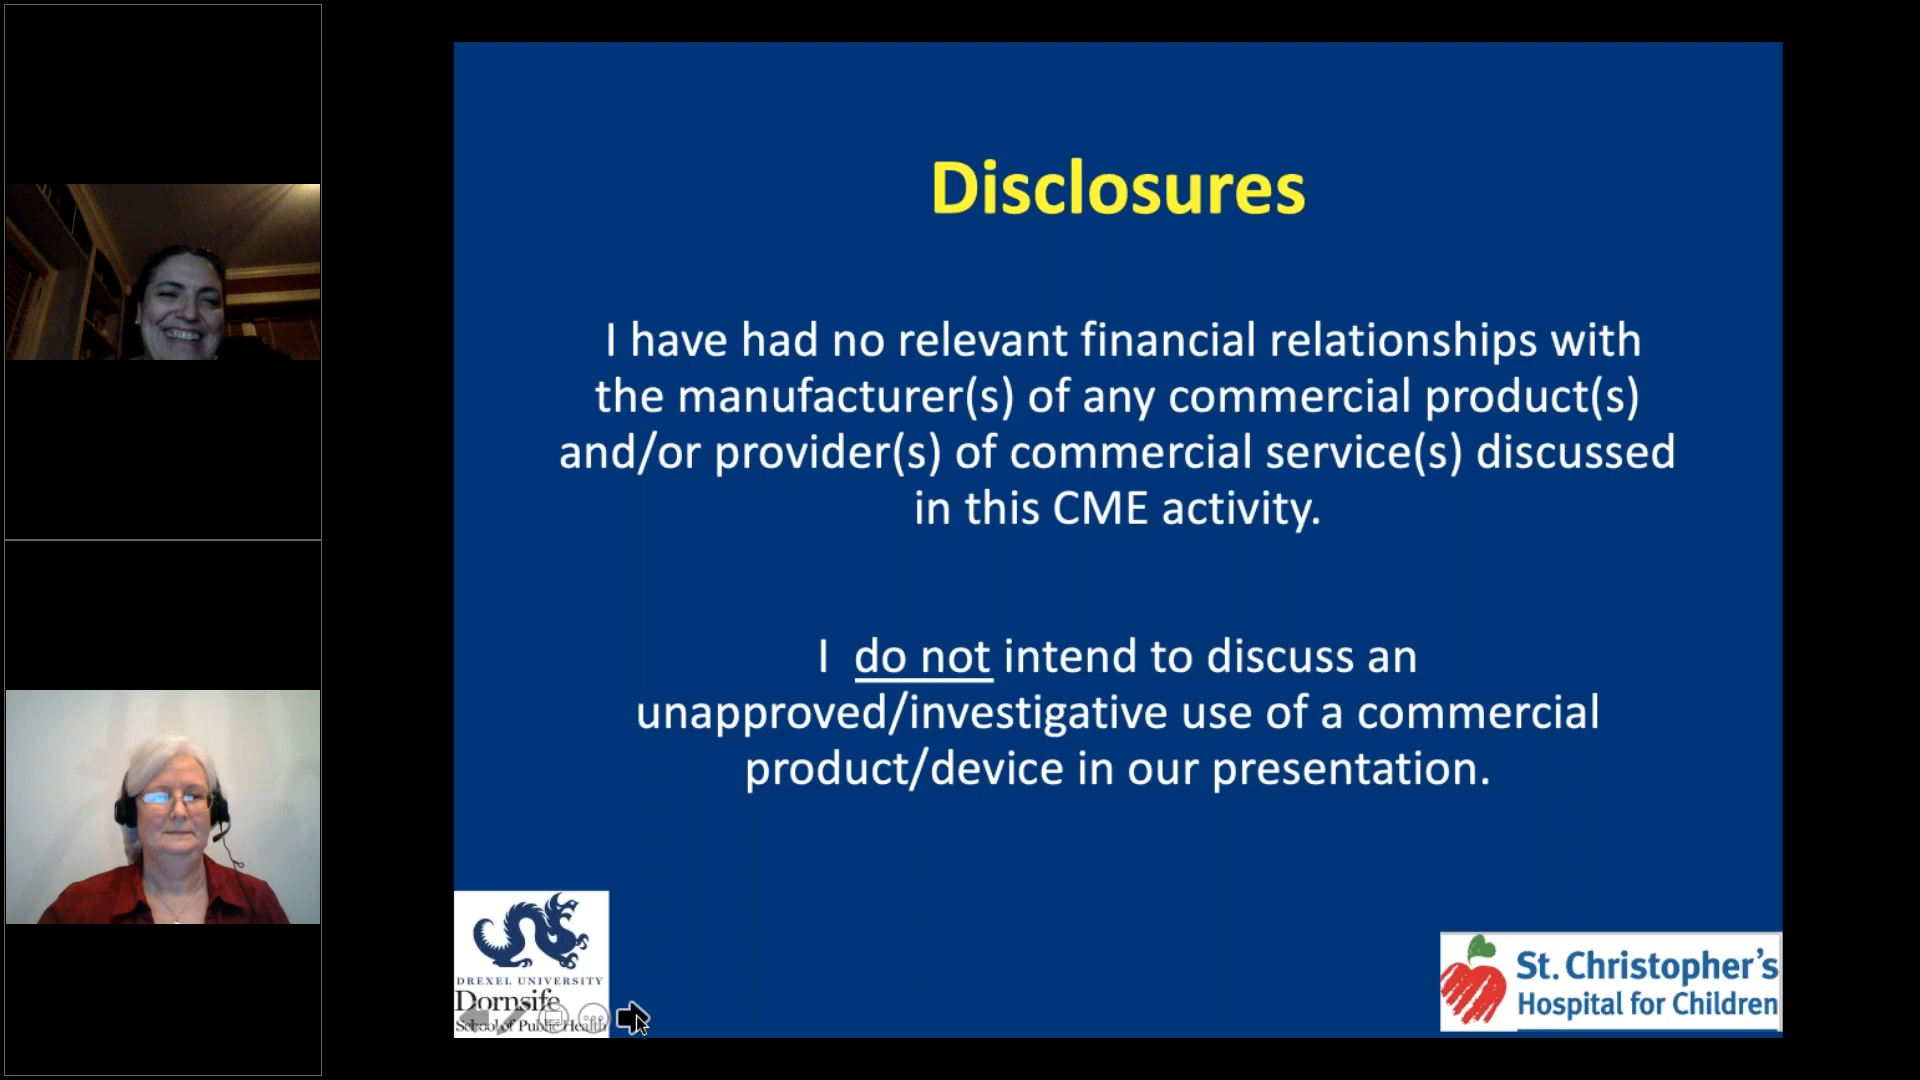 Disclosures
I have had no relevant financial relationships with
the manufacturer(s) of any commercial product(s)
and/or provider(s) of commercial service(s) discussed
in this CME activity.
I do not intend to discuss an
unapproved/investigative use of a commercial
product/device in our presentation.
DREXEL UNIVERSITY
Dornsife
School of Public Health
St. Christopher's
Hospital for Children